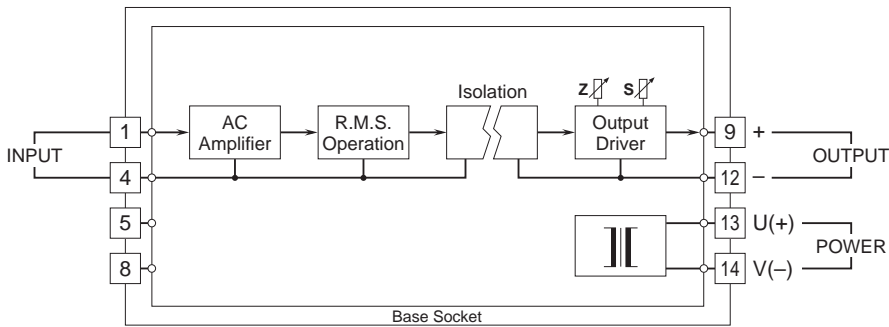 Isolation
Z S
1 AC Amplifier R.M.S. Operation Output Driver 9 +
INPUT OUTPUT
4 12 –
5 13 U(+)
POWER
8 14 V(–)
Base Socket